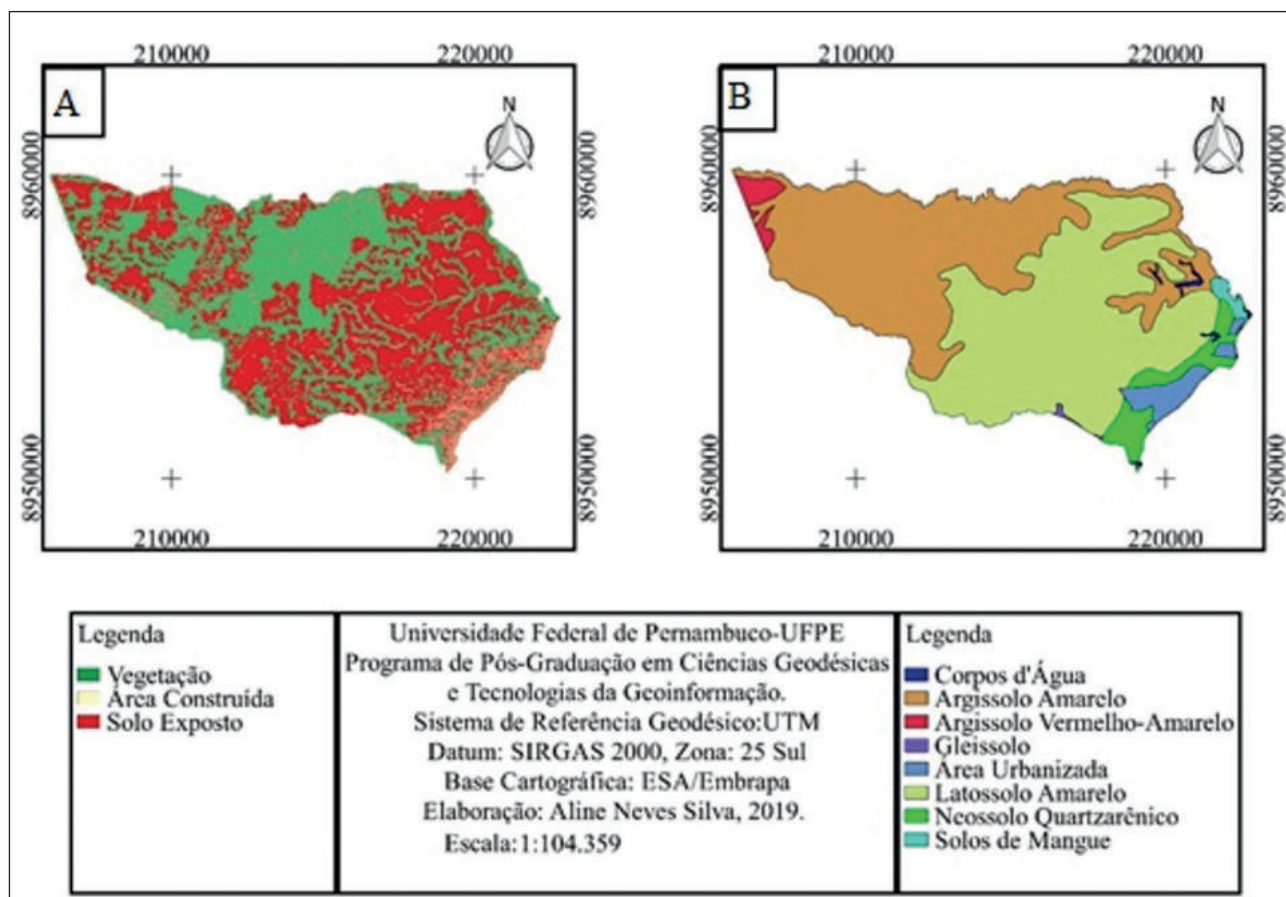 210000
220000
A
N
8960000
8960000
8950000
8950000
210000
220000
210000
220000
B
N
8960000
8960000
8950000
8950000
210000
220000
Legenda
Vegetação
Área Construída
Solo Exposto
Universidade Federal de Pernambuco-UFPE
Programa de Pós-Graduação em Ciências Geodésicas
e Tecnologias da Geoinformação.
Sistema de Referência Geodésico:UTM
Datum: SIRGAS 2000, Zona: 25 Sul
Base Cartográfica: ESA/Embrapa
Elaboração: Aline Neves Silva, 2019.
Escala:1:104.359
Legenda
Corpos d'Água
Argissolo Amarelo
Argissolo Vermelho-Amarelo
Gleissolo
Área Urbanizada
Latossolo Amarelo
Neossolo Quartzarênico
Solos de Mangue